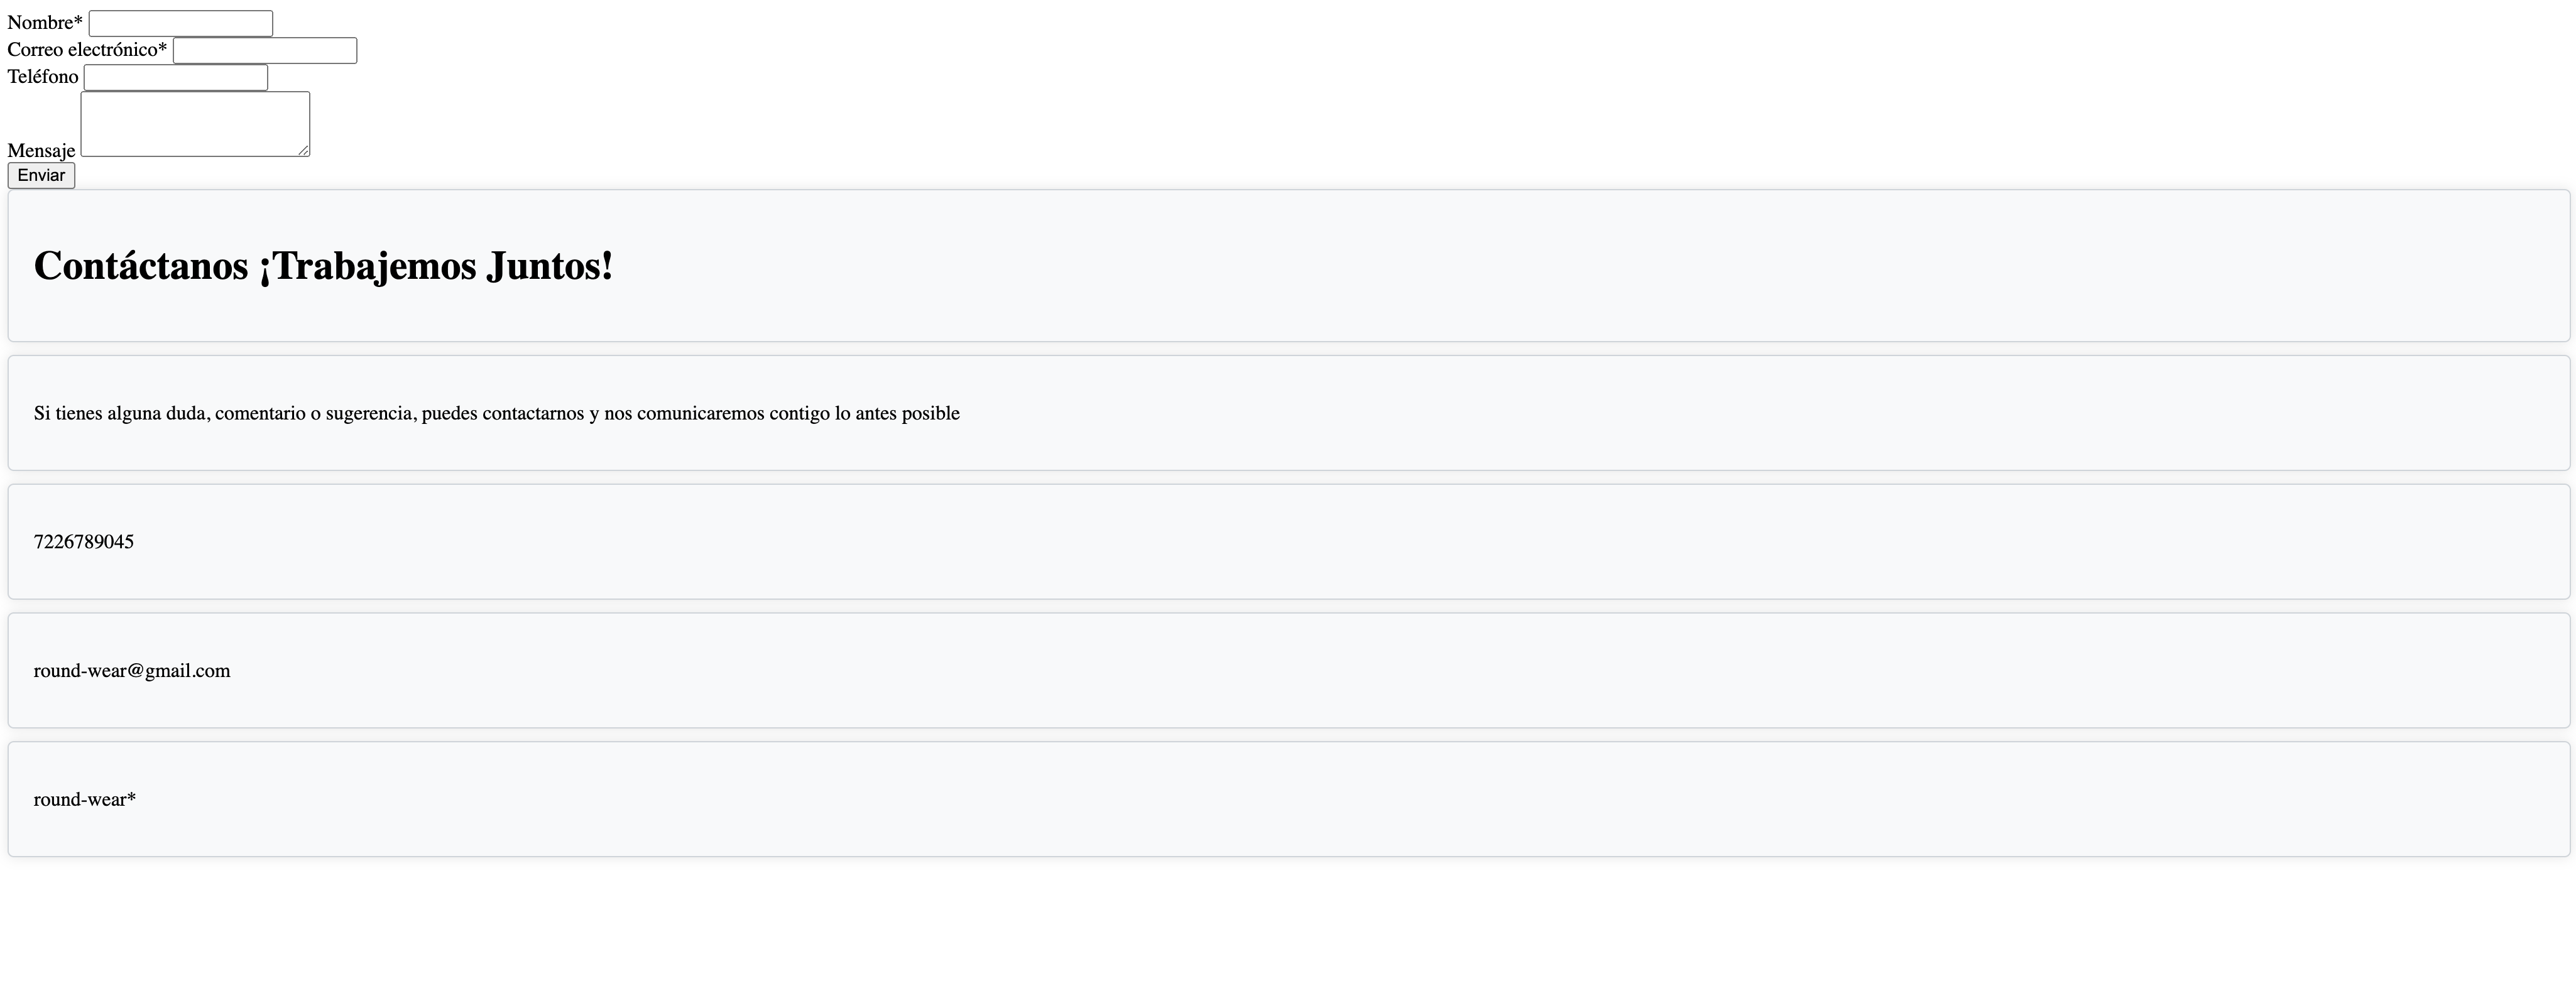 Nombre*
Correo electrónico*
Teléfono
Mensaje
Enviar
Contáctanos ¡Trabajemos Juntos!
Si tienes alguna duda, comentario o sugerencia, puedes contactarnos y nos comunicaremos contigo lo antes posible
7226789045
round-wear@gmail.com
round-wear*